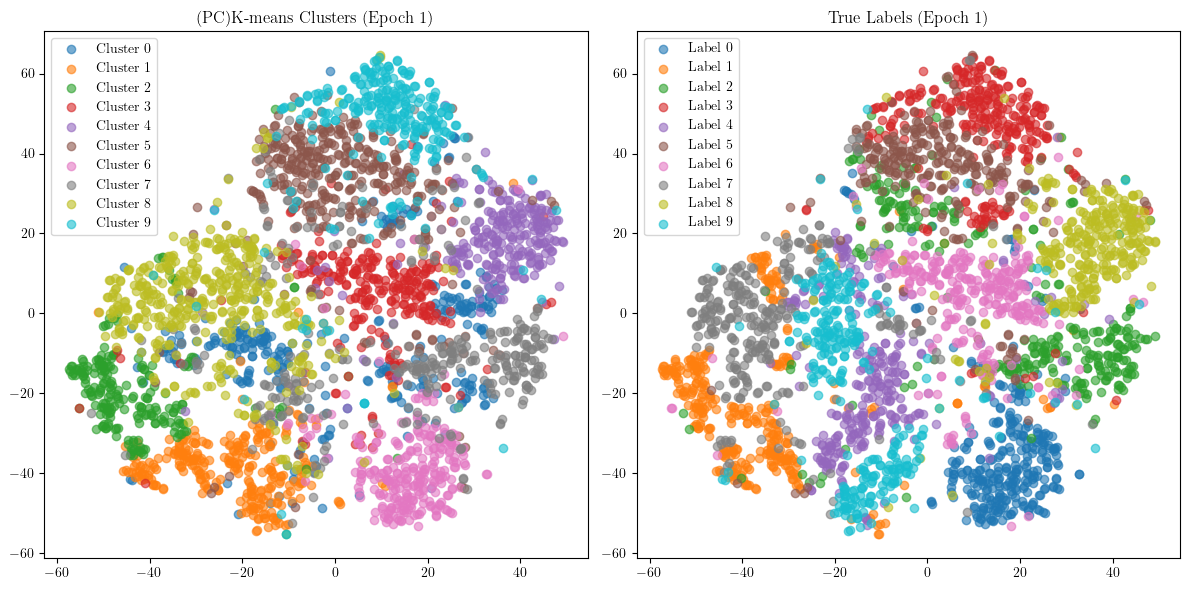 (PC)K-means Clusters (Epoch 1)
Cluster 0
Cluster 1
Cluster 2
Cluster 3
Cluster 4
Cluster 5
Cluster 6
Cluster 7
Cluster 8
Cluster 9
60
40
20
0
−20
−40
−60
−60
−40
−20
0
20
40
True Labels (Epoch 1)
Label 0
Label 1
Label 2
Label 3
Label 4
Label 5
Label 6
Label 7
Label 8
Label 9
60
40
20
0
−20
−40
−60
−60
−40
−20
0
20
40